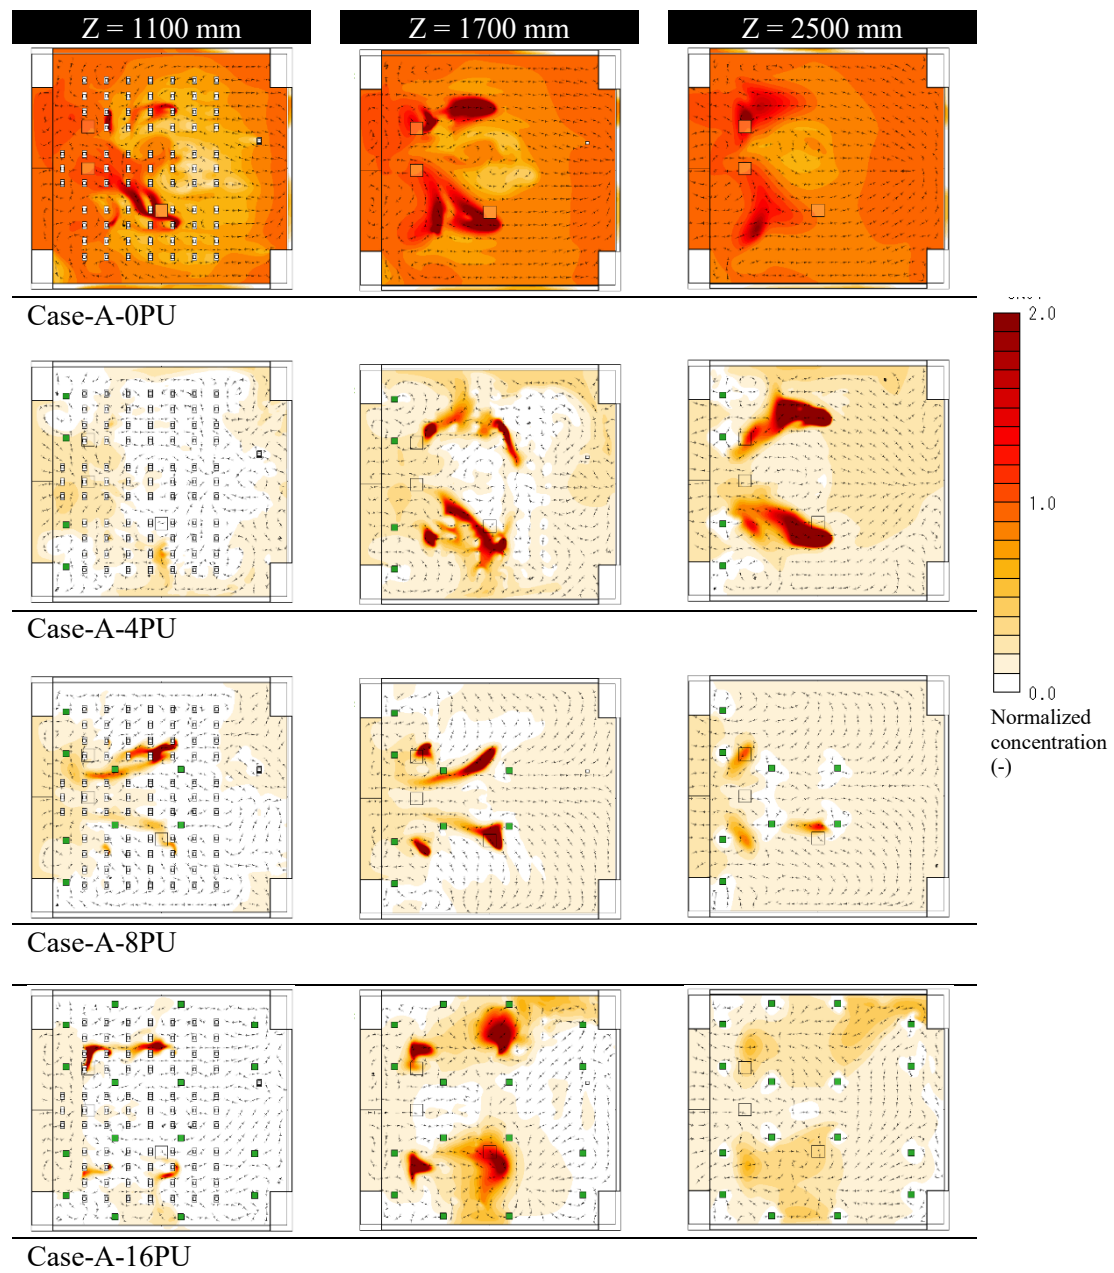 Z = 1100 mm
Z = 1700 mm
Z = 2500 mm
Case-A-0PU
2.0
Case-A-4PU
1.0
0.0
Normalized
concentration
(-)
Case-A-8PU
Case-A-16PU